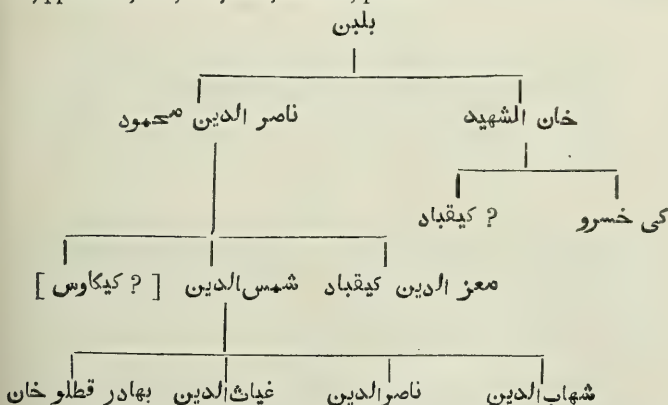 بلبن
خان الشهيد ناصر الدين محمود
كى خسرو ? كيقباد
معز الدين كيقباد شمس الدين [ ? كيكاوس ]
شهاب الدين ناصر الدين غياث الدين بهادر قطلو خان